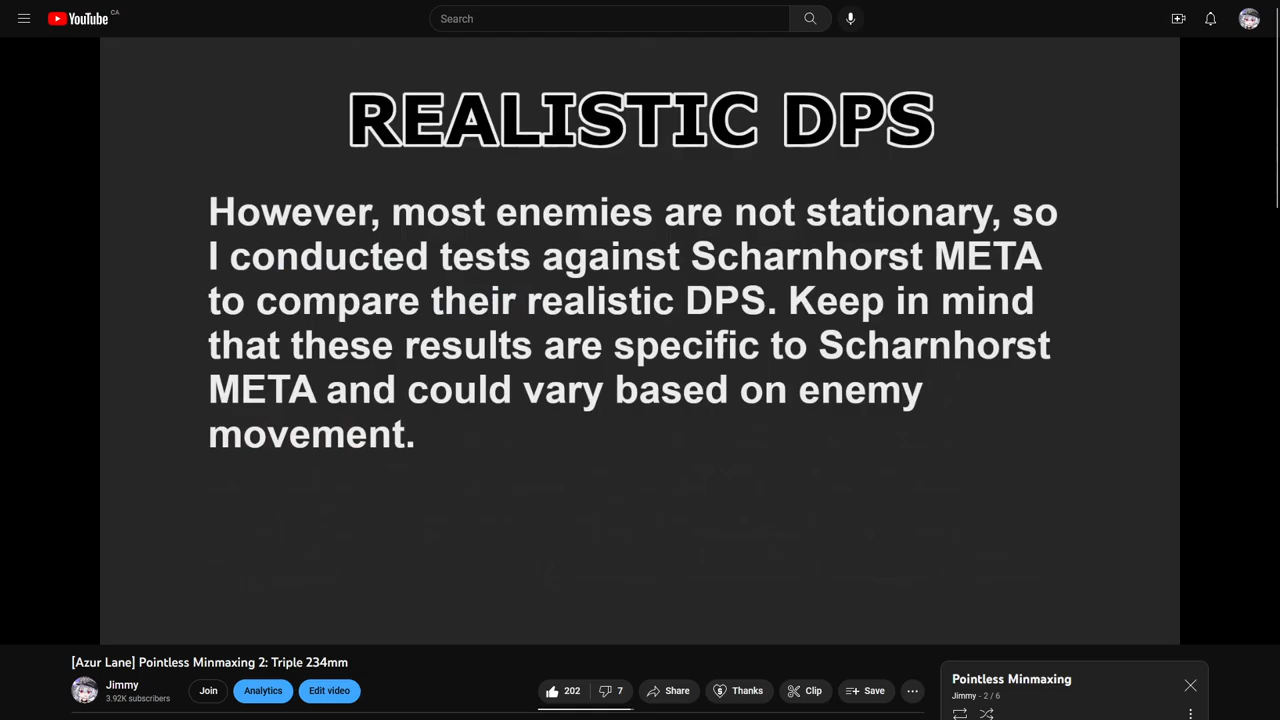 YouTube CA
Search
REALISTIC DPS
However, most enemies are not stationary, so
I conducted tests against Scharnhorst META
to compare their realistic DPS. Keep in mind
that these results are specific to Scharnhorst
META and could vary based on enemy
movement.
[Azur Lane] Pointless Minmaxing 2: Triple 234mm
Jimmy
3.92K subscribers
Join
Analytics
Edit video
202
7
Share
Thanks
Clip
Save
Pointless Minmaxing
Jimmy - 2 / 6